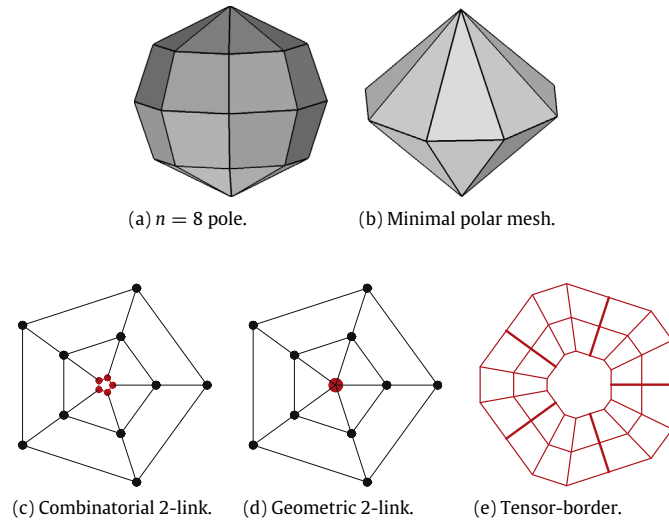 (a) n = 8 pole.
(b) Minimal polar mesh.
(c) Combinatorial 2-link.
(d) Geometric 2-link.
(e) Tensor-border.